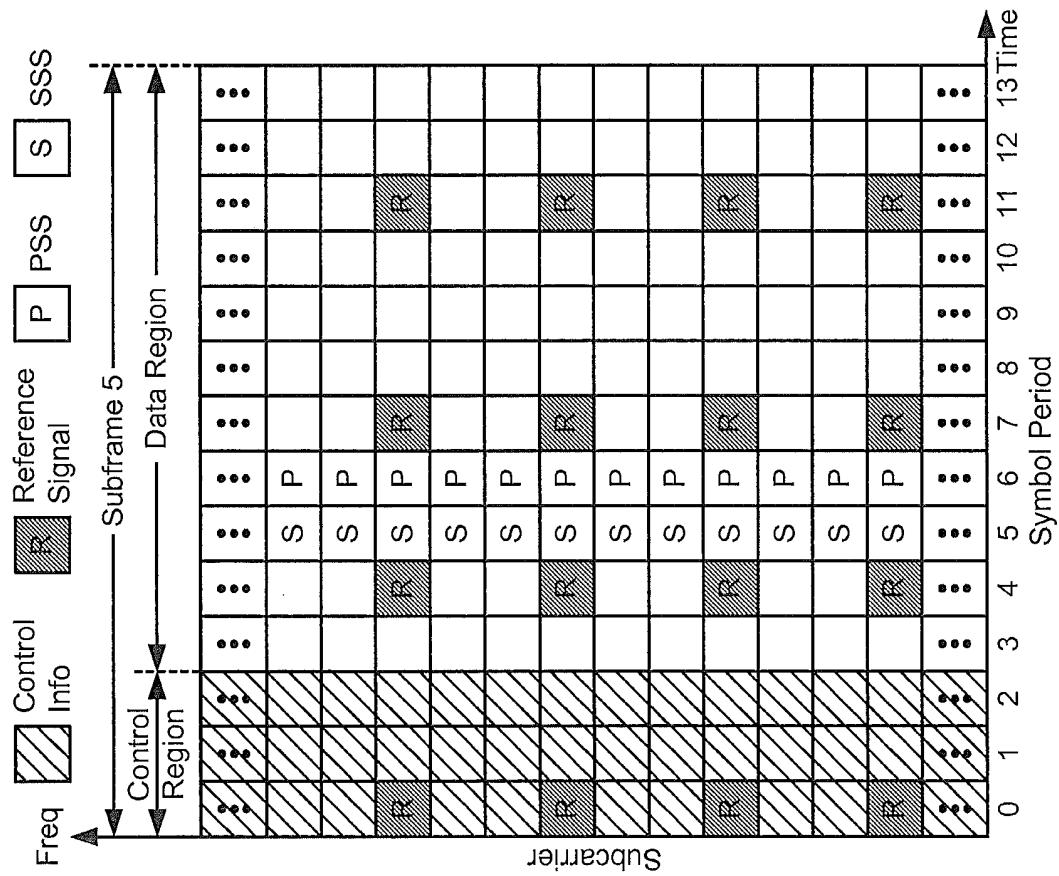 Control Info
R Reference Signal
P PSS
S SSS
Freq
Subframe 5
Control Region
Data Region
••• ••• ••• ••• ••• ••• ••• ••• ••• ••• ••• ••• ••• •••
S P
S P
R R S P R R
S P
S P
R R S P R R
S P
S P
R R S P R R
S P
S P
R R S P R R
••• ••• ••• ••• ••• ••• ••• ••• ••• ••• ••• ••• ••• •••
0 1 2 3 4 5 6 7 8 9 10 11 12 13 Time
Symbol Period
Subcarrier